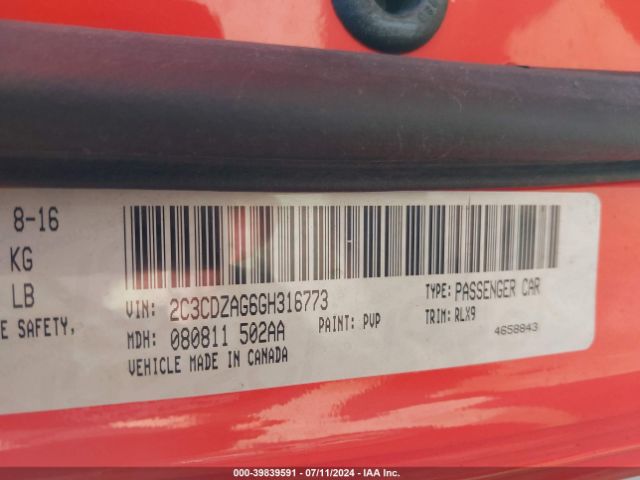 8-16
KG
LB
E SAFETY,
VIN: 2C3CDZAG6GH316773
TYPE: PASSENGER CAR
MDH: 080811 502AA
PAINT: PVP
TRIM: RLX9
VEHICLE MADE IN CANADA
4658843
000-39839591 - 07/11/2024 - IAA Inc.